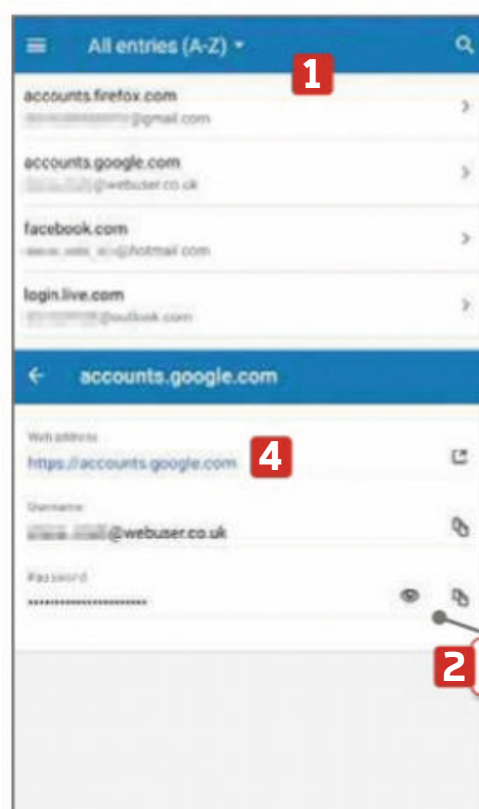 All entries (A-Z)
1
accounts.firefox.com
@gmail.com
accounts.google.com
@webuser.co.uk
facebook.com
@hotmail.com
login.live.com
@outlook.com
accounts.google.com
Web address
https://accounts.google.com
4
Username
@webuser.co.uk
Password
2